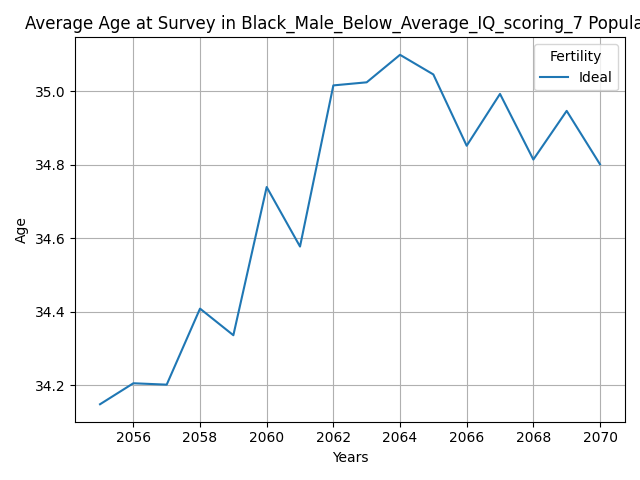 Average Age at Survey in Black_Male_Below_Average_IQ_scoring_7 Popula
Fertility
Ideal
35.0
34.8
34.6
34.4
34.2
Age
2056 2058 2060 2062 2064 2066 2068 2070
Years